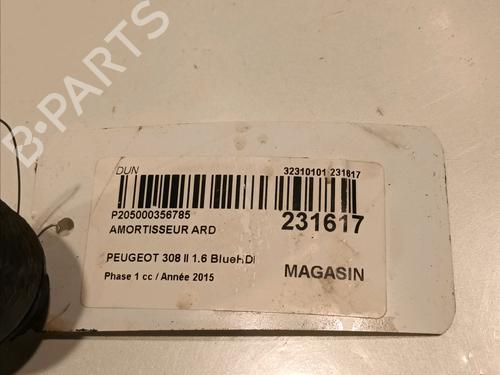 B-PARTS
DUN
32310101 231617
P205000356785
231617
AMORTISSEUR ARD
PEUGEOT 308 II 1.6 BlueHDI
Phase 1 cc / Année 2015
MAGASIN